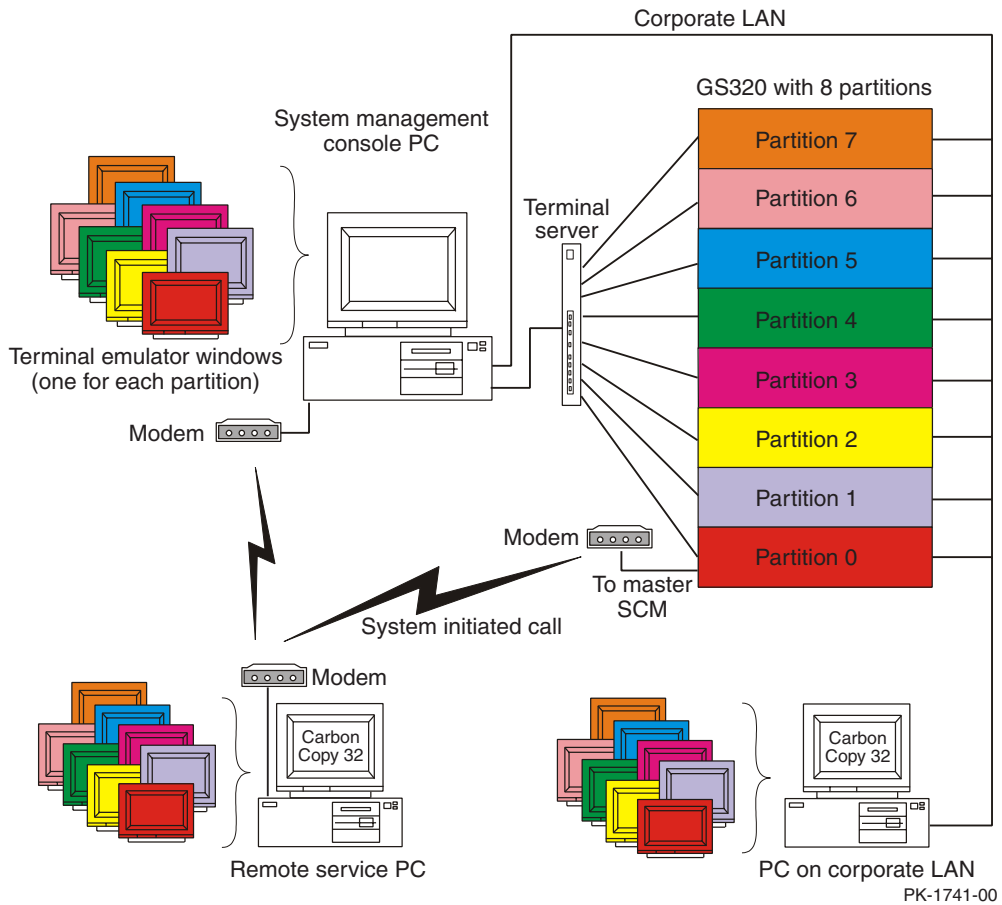 Corporate LAN
GS320 with 8 partitions
System management
console PC
Partition 7
Partition 6
Terminal
server
Partition 5
Partition 4
Terminal emulator windows
(one for each partition)
Partition 3
Modem
Partition 2
Partition 1
Modem
Partition 0
To master
SCM
System initiated call
Modem
Carbon
Copy 32
Carbon
Copy 32
Remote service PC
PC on corporate LAN
PK-1741-00